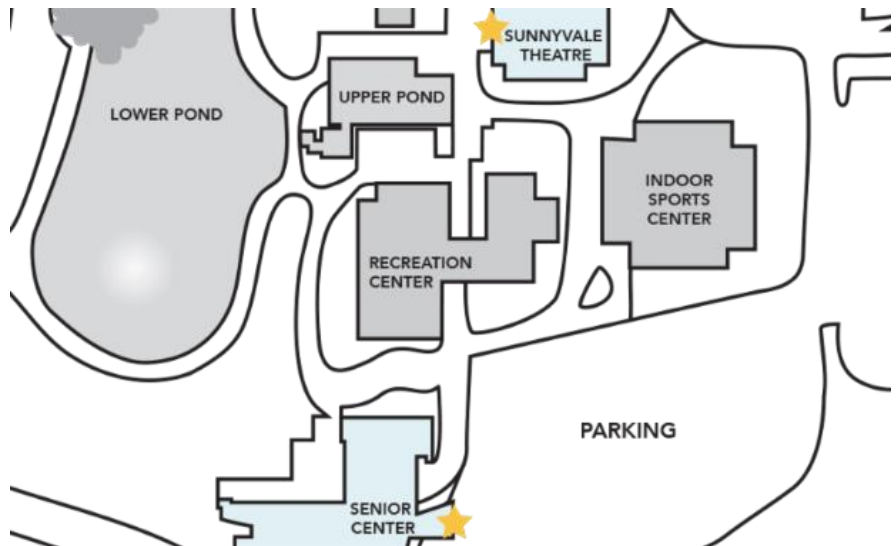 SUNNYVALE
THEATRE
UPPER POND
LOWER POND
INDOOR
SPORTS
CENTER
RECREATION
CENTER
PARKING
SENIOR
CENTER